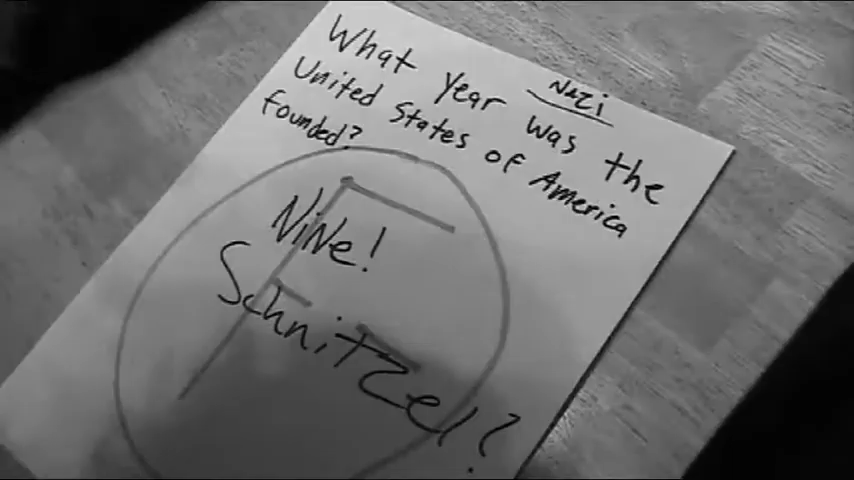 Nazi
What Year was the
United States of America
founded?
NiNe!
Schnitzel?
F